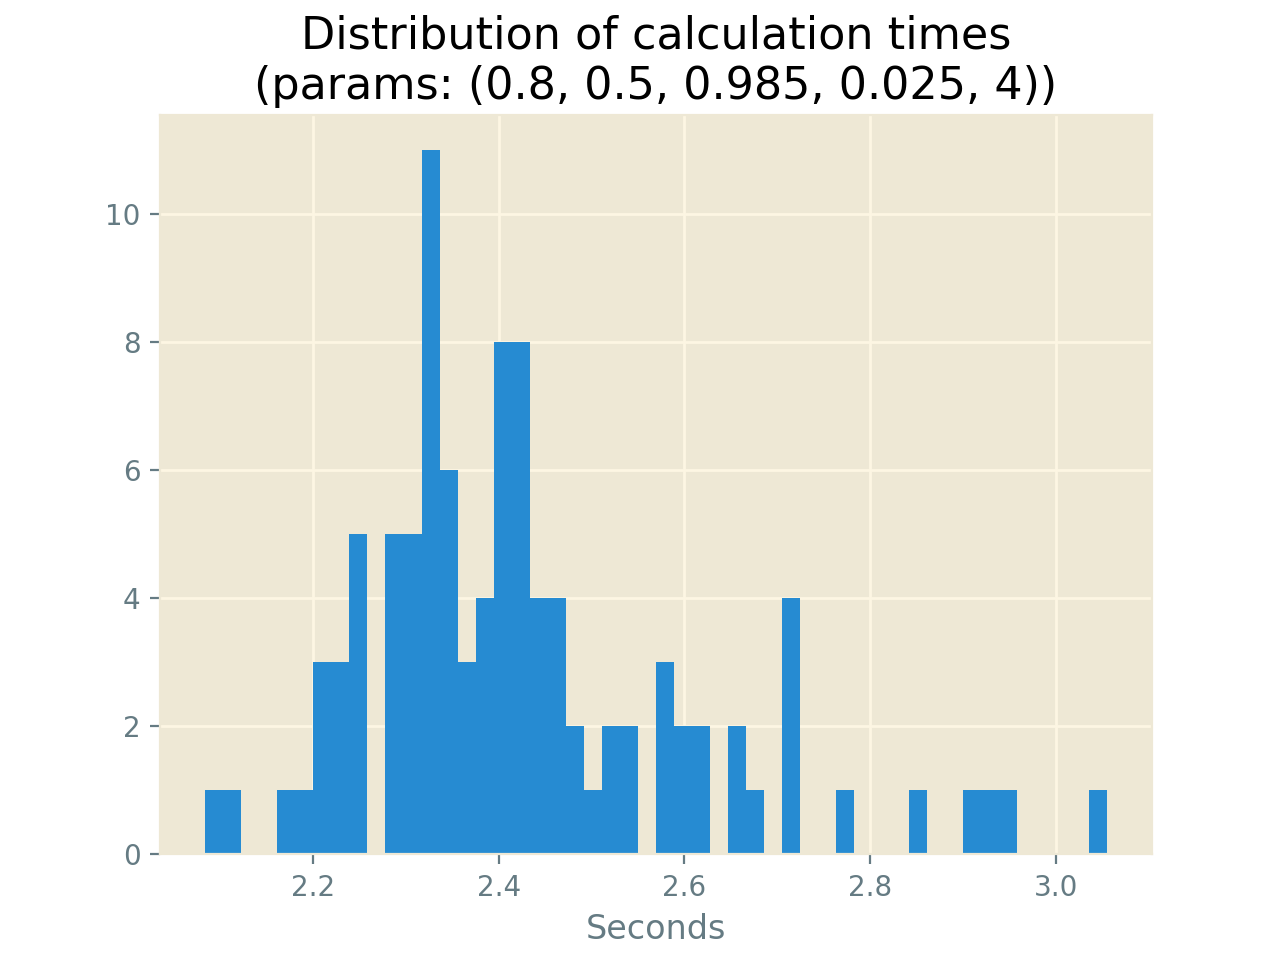 Distribution of calculation times
(params: (0.8, 0.5, 0.985, 0.025, 4))
10
8
6
4
2
0
2.2 2.4 2.6 2.8 3.0
Seconds